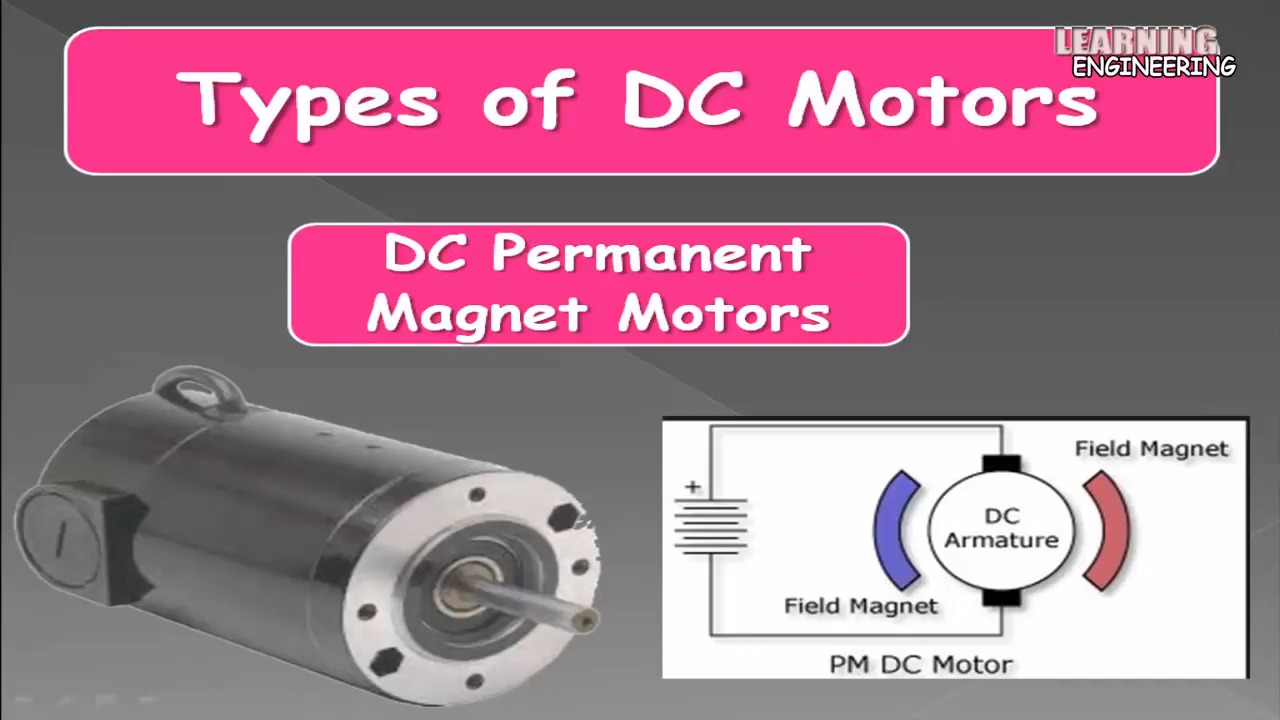 LEARNING
ENGINEERING
Types of DC Motors
DC Permanent
Magnet Motors
+
Field Magnet
DC
Armature
Field Magnet
PM DC Motor